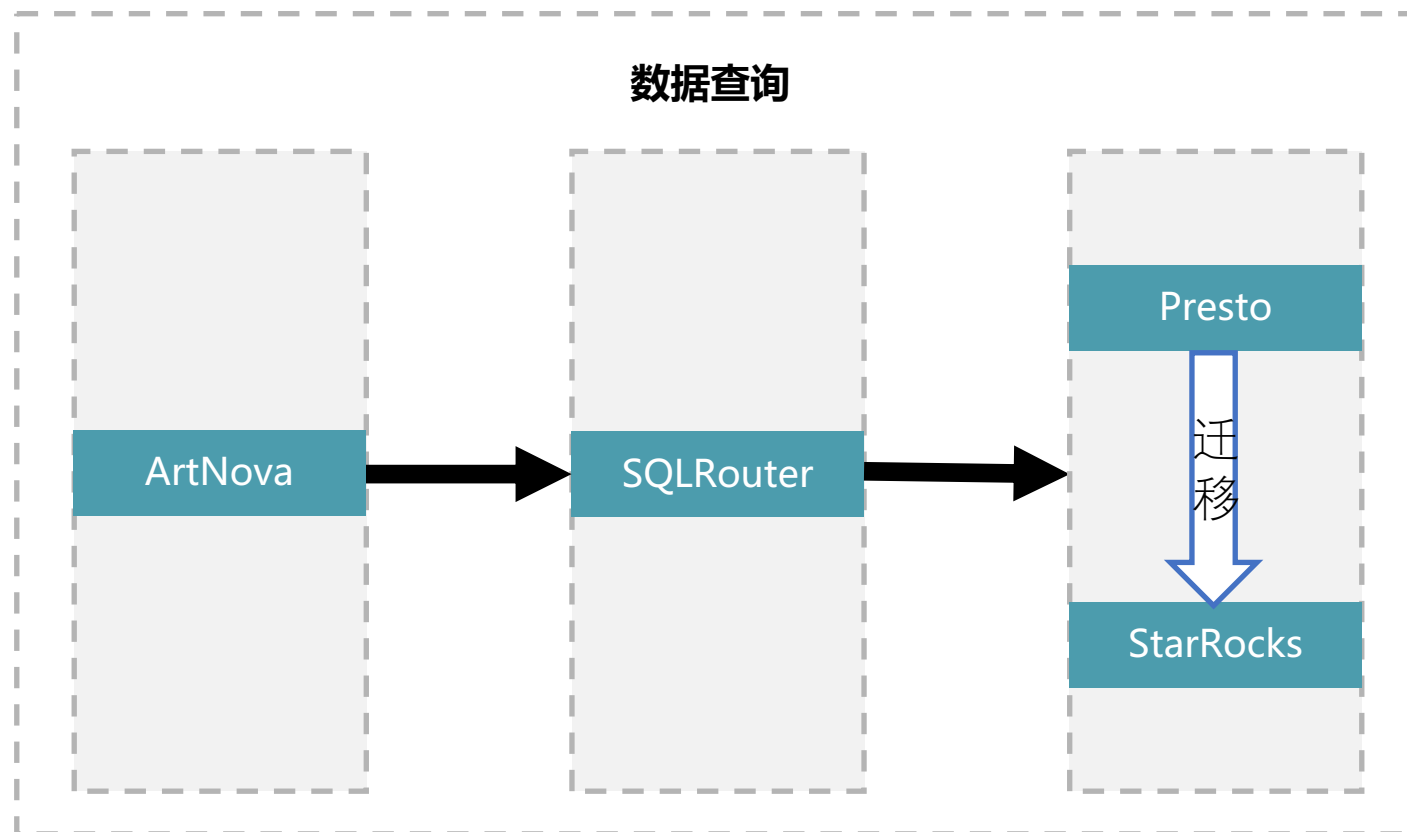 数据查询
ArtNova
SQLRouter
Presto
迁
移
StarRocks